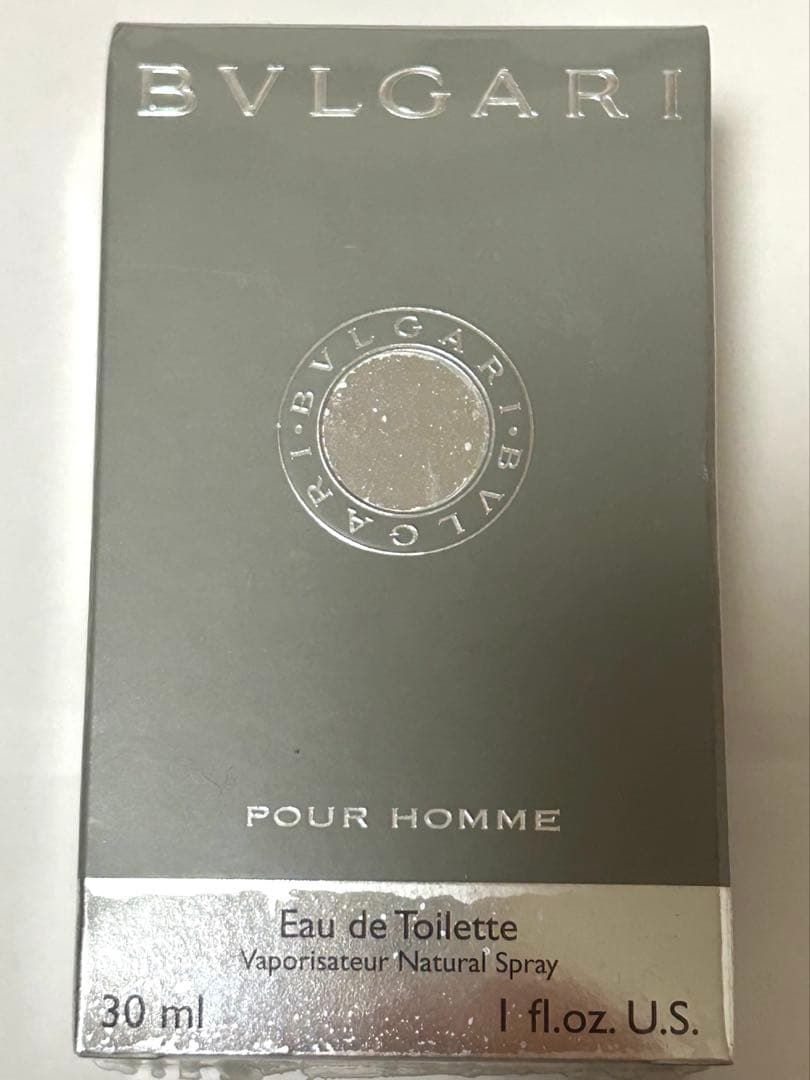 BVLGARI
BVLGARI · BVLGARI ·
POUR HOMME
Eau de Toilette
Vaporisateur Natural Spray
30 ml
1 fl.oz. U.S.